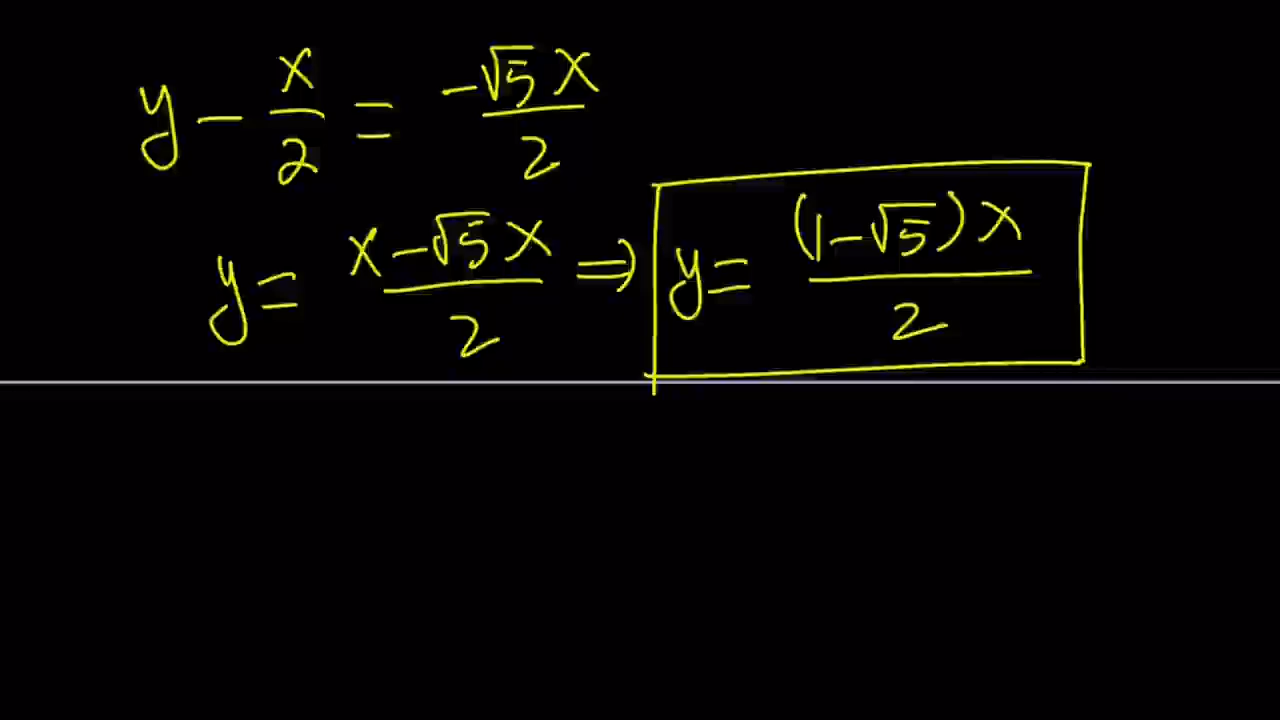 y - x/2 = -√5 x/2
y = x-√5 x/2 ⇒ y = (1-√5) x/2